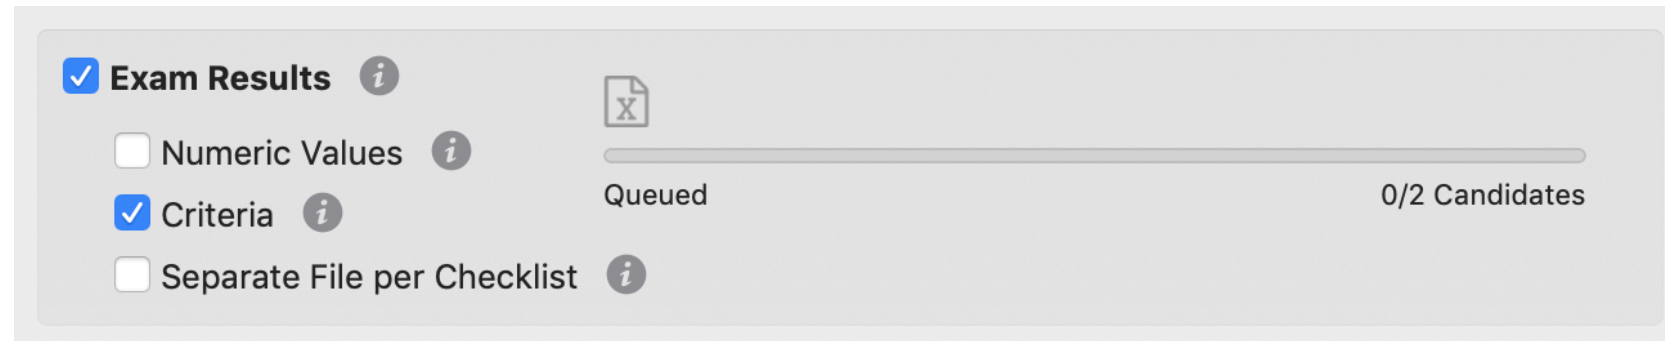 Exam Results
Numeric Values
Criteria
Separate File per Checklist
X
Queued
0/2 Candidates